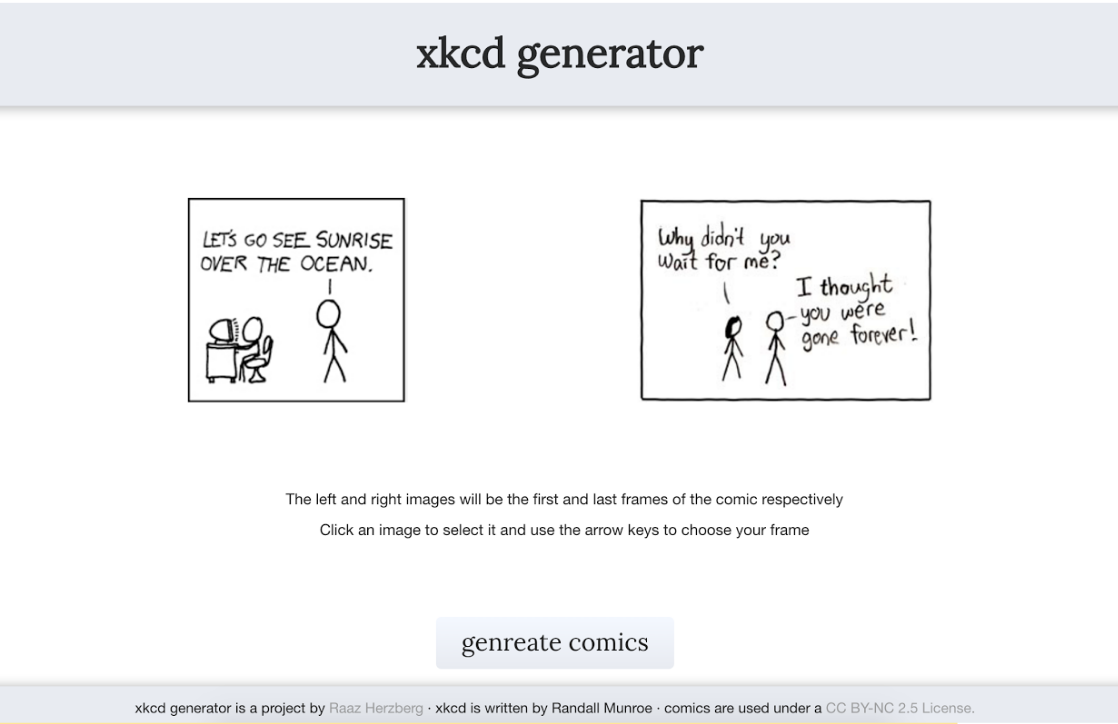 xkcd generator
LET'S GO SEE SUNRISE
OVER THE OCEAN.
Why didn't you
wait for me?
I thought
you were
gone forever!
The left and right images will be the first and last frames of the comic respectively
Click an image to select it and use the arrow keys to choose your frame
genreate comics
xkcd generator is a project by Raaz Herzberg · xkcd is written by Randall Munroe · comics are used under a CC BY-NC 2.5 License.